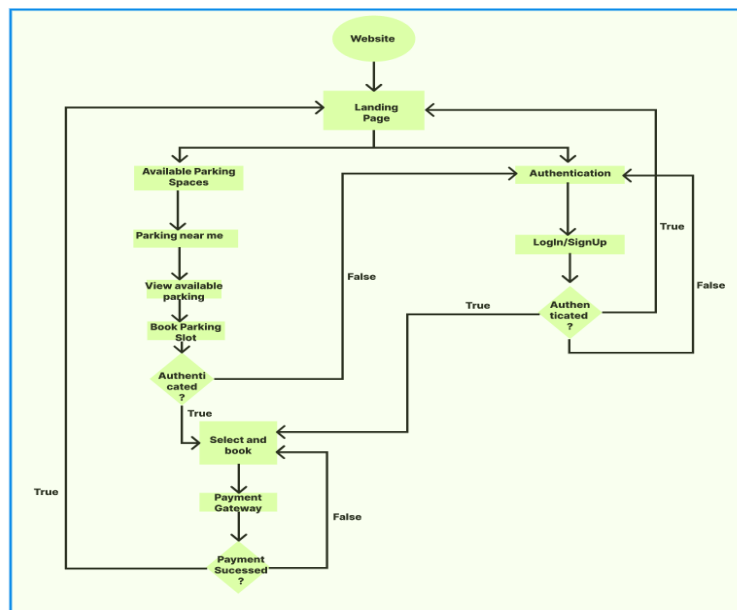 Website
Landing
Page
Available Parking
Spaces
Authentication
Parking near me
LogIn/SignUp
True
False
False
View available
parking
True
Authen
ticated
?
Book Parking
Slot
Authenti
cated
?
True
Select and
book
True
Payment
Gateway
False
Payment
Sucessed
?